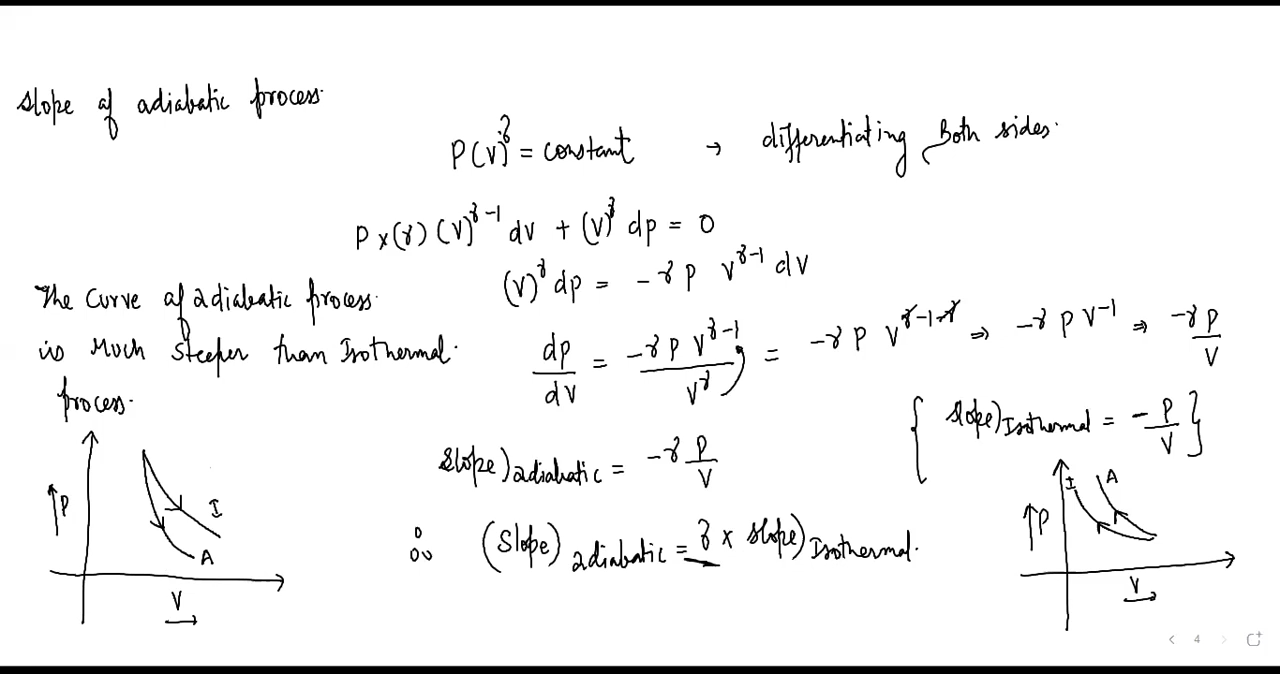 Slope of adiabatic process.
P(V)^γ = constant → differentiating Both sides.
P×(γ)(V)^γ-1 dv + (V)^γ dp = 0
(V)^γ dp = -γ P V^γ-1 dV
The curve of adiabatic process.
is Much steeper than Isothermal.
process.
dp/dV = -γ P V^γ-1 / V^γ = -γ P V^γ-1-γ ⇒ -γ P V^-1 ⇒ -γP/V
{ slope)Isothermal = -P/V }
slope)adiabatic = -γ P/V
∴ (Slope)adiabatic = γ × slope)Isothermal.
P I A V
P I A V
< 4 >